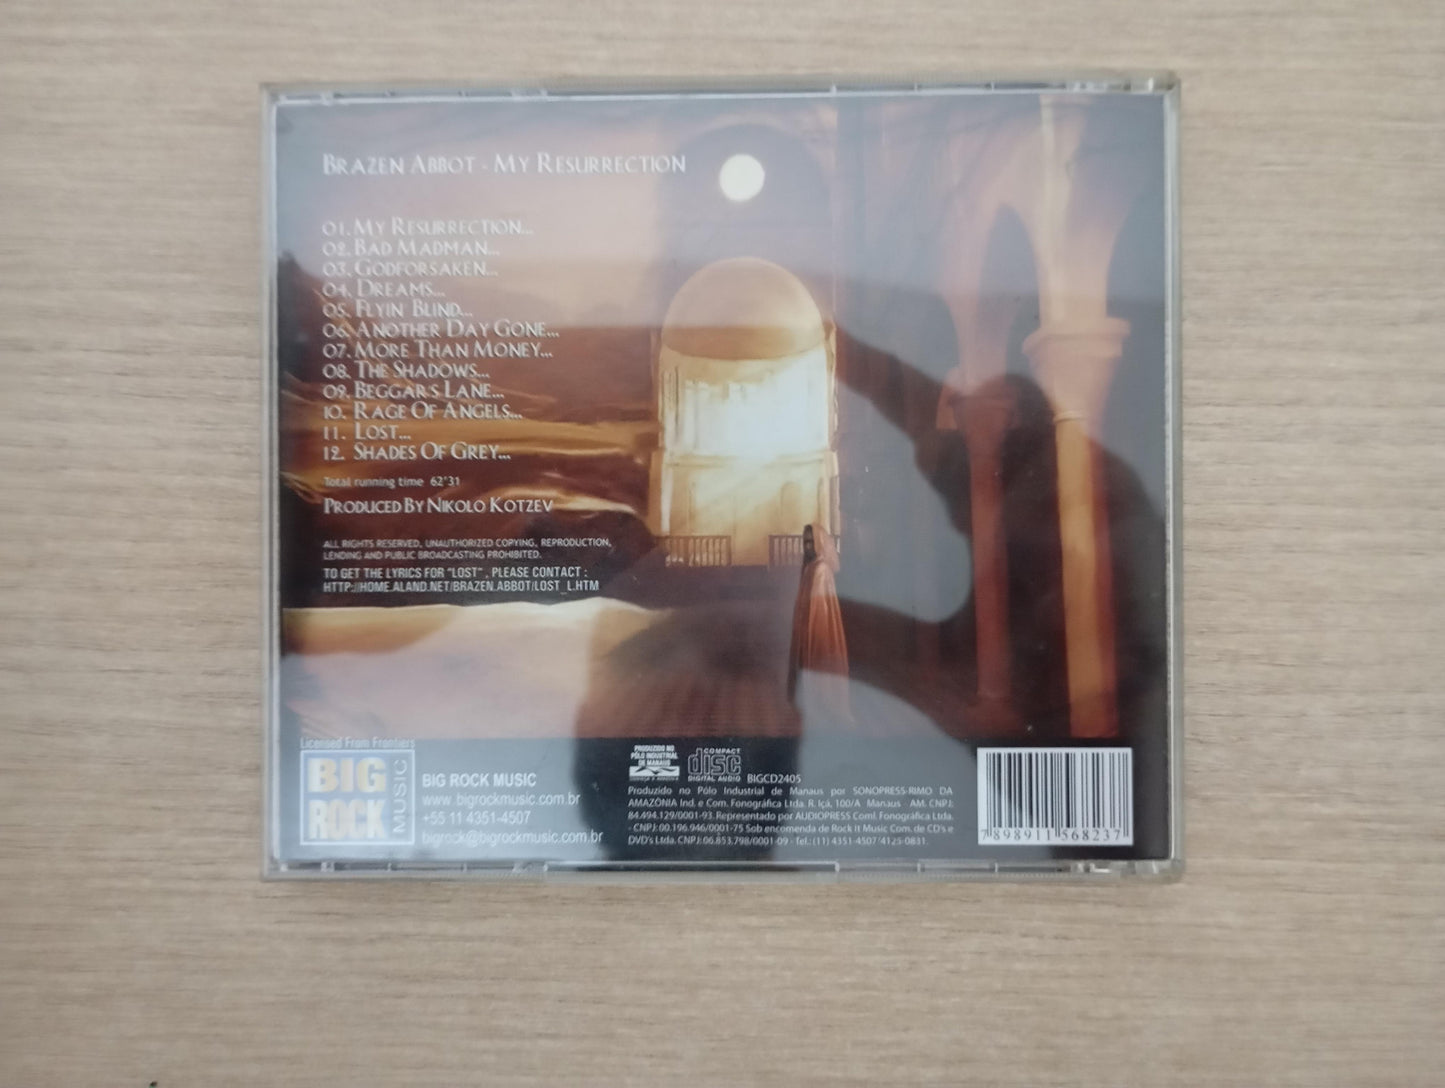 BRAZEN ABBOT - MY RESURRECTION
01. MY RESURRECTION...
02. BAD MADMAN...
03. GODFORSAKEN...
04. DREAMS...
05. FLYIN' BLIND...
06. ANOTHER DAY GONE...
07. MORE THAN MONEY...
08. THE SHADOWS...
09. BEGGAR'S LANE...
10. RAGE OF ANGELS...
11. LOST...
12. SHADES OF GREY...
Total running time 62'31
PRODUCED BY NIKOLO KOTZEV
ALL RIGHTS RESERVED, UNAUTHORIZED COPYING, REPRODUCTION,
LENDING AND PUBLIC BROADCASTING PROHIBITED.
TO GET THE LYRICS FOR "LOST" , PLEASE CONTACT :
HTTP://HOME.ALAND.NET/BRAZEN.ABBOT/LOST_L.HTM
Licensed From Frontiers
BIG
ROCK
MUSIC
BIG ROCK MUSIC
www. bigrockmusic.com.br
+55 11 4351-4507
bigrock@bigrockmusic.com.br
PRODUZIDO NO
PÓLO INDUSTRIAL
DE MANAUS
CONHEÇA A AMAZÔNIA
COMPACT
disc
DIGITAL AUDIO
BIGCD2405
Produzido no Pólo Industrial de Manaus por SONOPRESS-RIMO DA
AMAZÔNIA Ind. e Com. Fonográfica Ltda. R. Içá, 100/A Manaus AM. CNPJ:
84.494.129/0001-93. Representado por AUDIOPRESS Coml. Fonográfica Ltda.
- CNPJ: 00.196.946/0001-75 Sob encomenda de Rock It Music Com. de CD's e
DVD's Ltda. CNPJ: 06.853.798/0001-09 - Tel.: (11) 4351-4507/4125-0831.
7 898911 568237